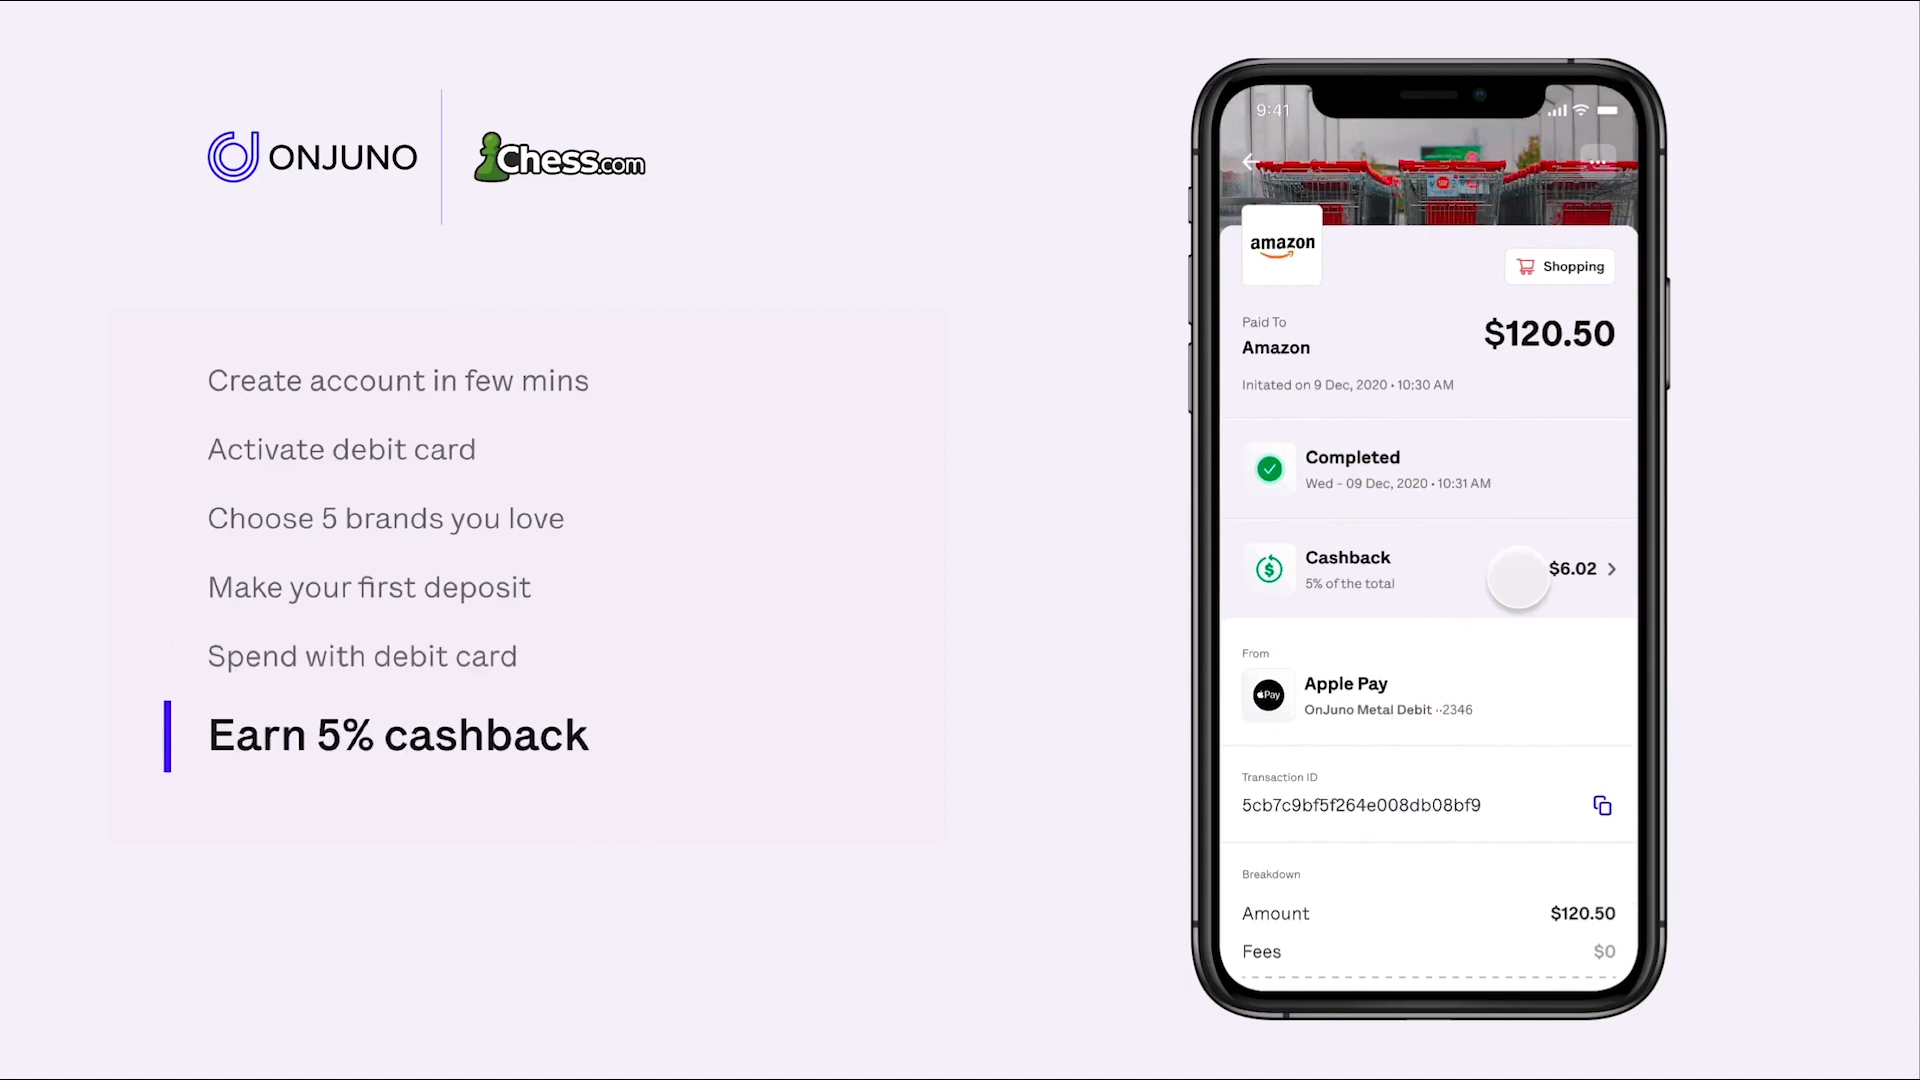 ONJUNO
Chess.com
Create account in few mins
Activate debit card
Choose 5 brands you love
Make your first deposit
Spend with debit card
Earn 5% cashback
9:41
amazon
Shopping
Paid To
$120.50
Amazon
Initated on 9 Dec, 2020 • 10:30 AM
Completed
Wed - 09 Dec, 2020 • 10:31 AM
Cashback
$6.02
5% of the total
From
Pay
Apple Pay
OnJuno Metal Debit ··2346
Transaction ID
5cb7c9bf5f264e008db08bf9
Breakdown
Amount $120.50
Fees $0